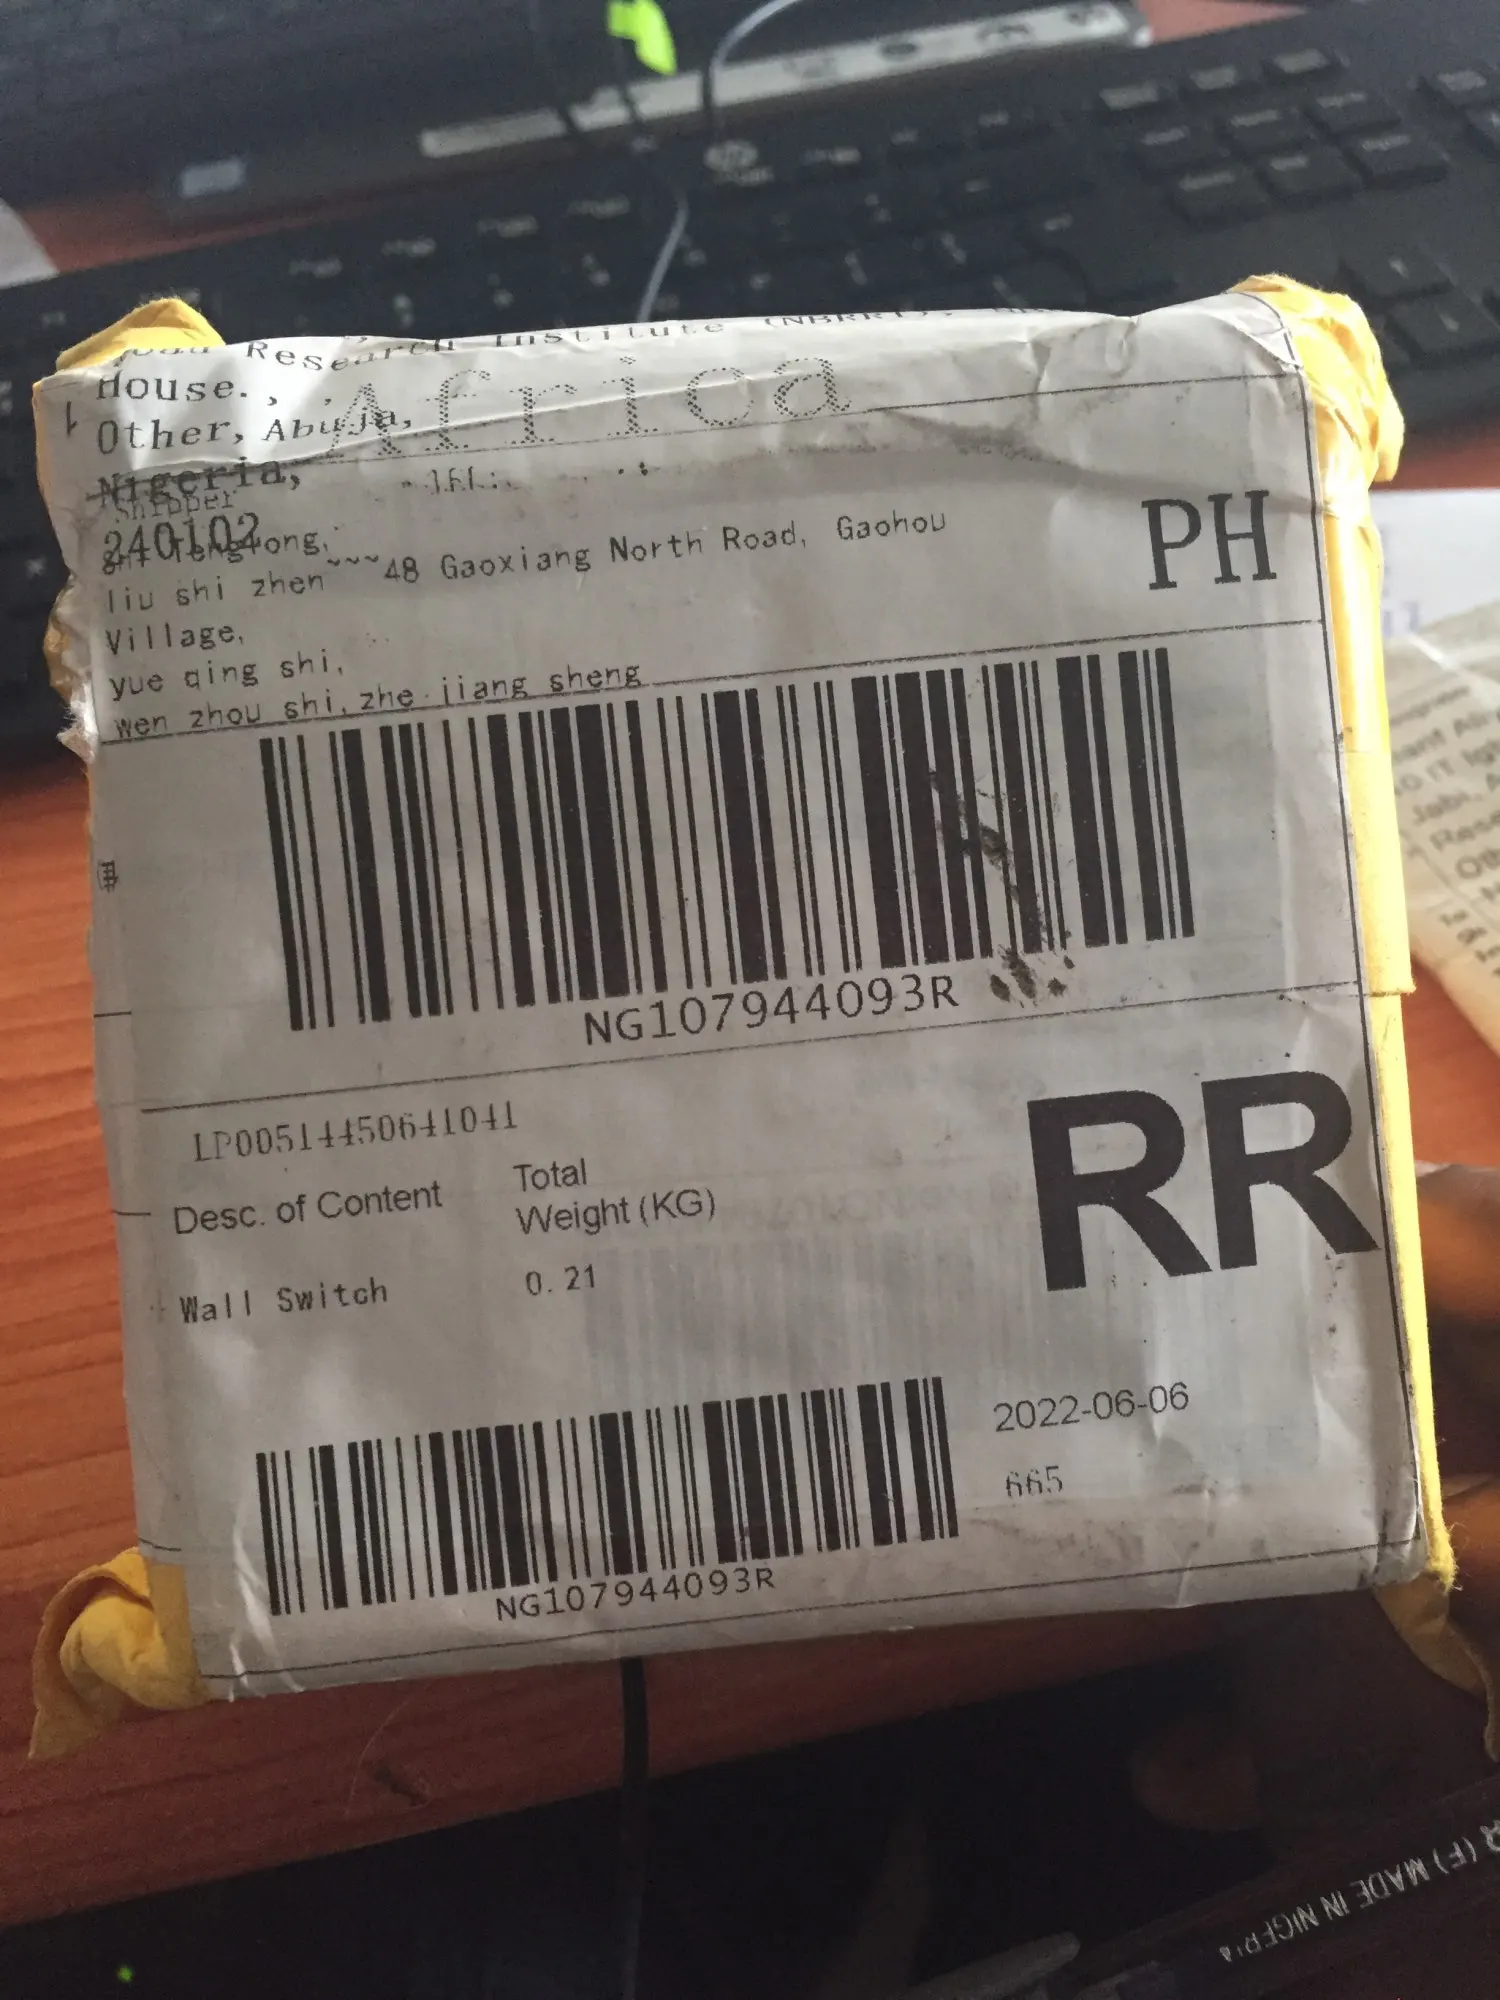 Research Institute (NBRRI).
House. , ,
Africa
Other, Abuja,
Nigeria,
Shipper
240102
liu shi zhen~~~48 Gaoxiang North Road, Gaohou
Village,
yue qing shi,
wen zhou shi, zhe jiang sheng
PH
NG107944093R
LP00514450641041
RR
Desc. of Content
Total
Weight (KG)
Wall Switch
0.21
2022-06-06
665
NG107944093R
(F) MADE IN NIGERIA